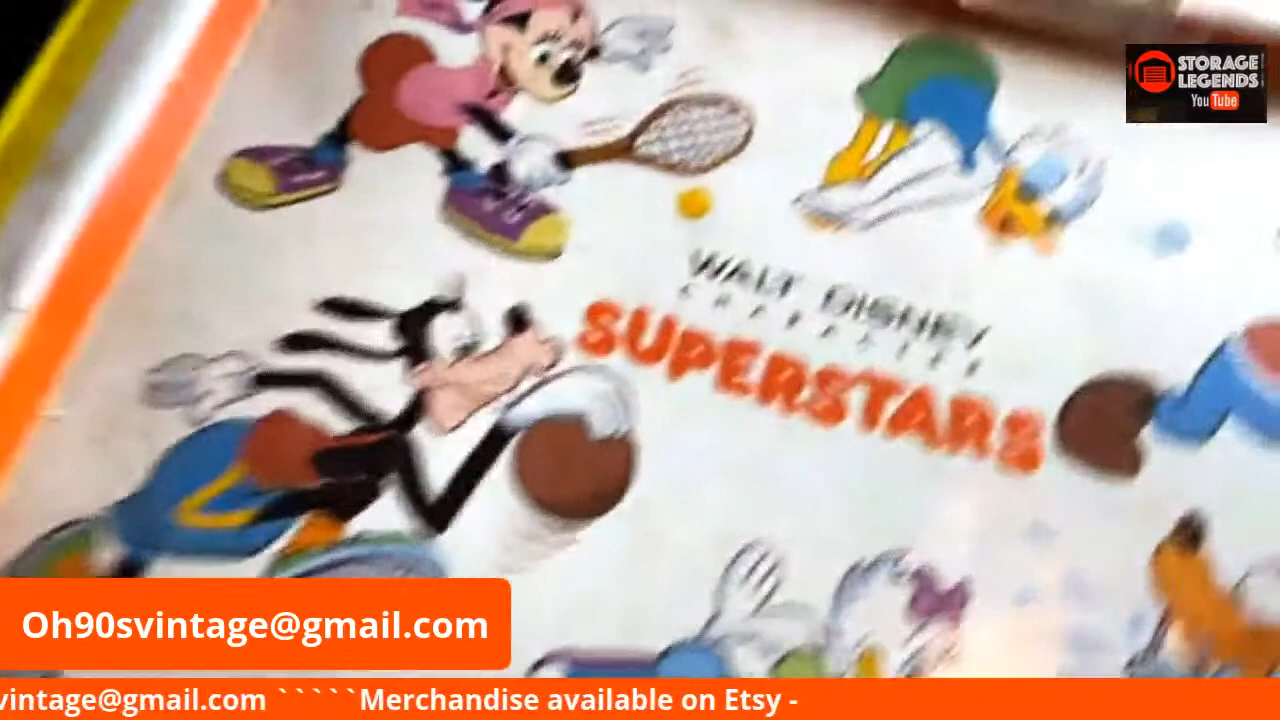 STORAGE
LEGENDS
YouTube
WALT DISNEY
SUPERSTARS
Oh90svintage@gmail.com
vintage@gmail.com `````Merchandise available on Etsy -